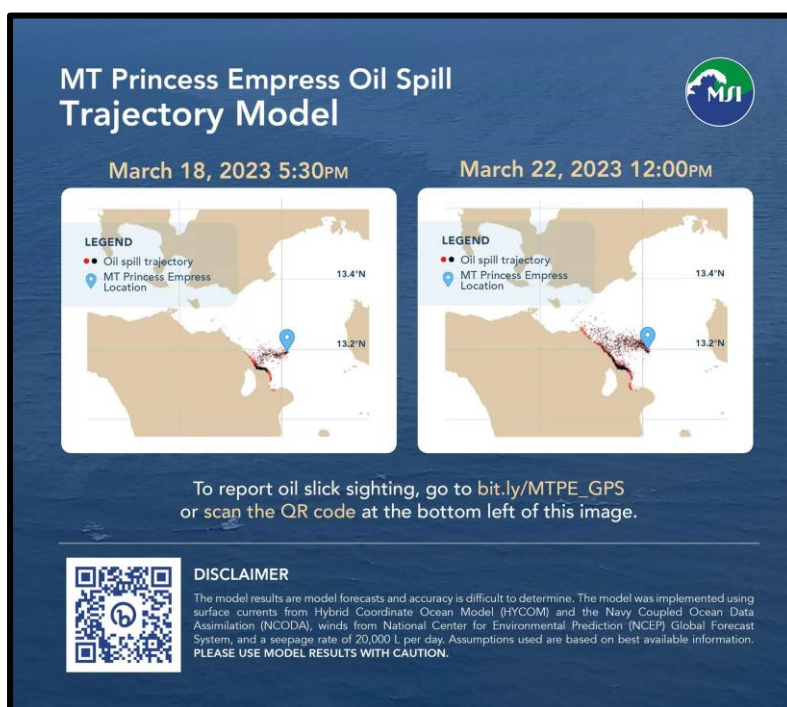 MT Princess Empress Oil Spill
Trajectory Model
MSI
March 18, 2023 5:30PM
March 22, 2023 12:00PM
LEGEND
Oil spill trajectory
MT Princess Empress
Location
13.4°N
13.2°N
LEGEND
Oil spill trajectory
MT Princess Empress
Location
13.4°N
13.2°N
To report oil slick sighting, go to bit.ly/MTPE_GPS
or scan the QR code at the bottom left of this image.
DISCLAIMER
The model results are model forecasts and accuracy is difficult to determine. The model was implemented using
surface currents from Hybrid Coordinate Ocean Model (HYCOM) and the Navy Coupled Ocean Data
Assimilation (NCODA), winds from National Center for Environmental Prediction (NCEP) Global Forecast
System, and a seepage rate of 20,000 L per day. Assumptions used are based on best available information.
PLEASE USE MODEL RESULTS WITH CAUTION.